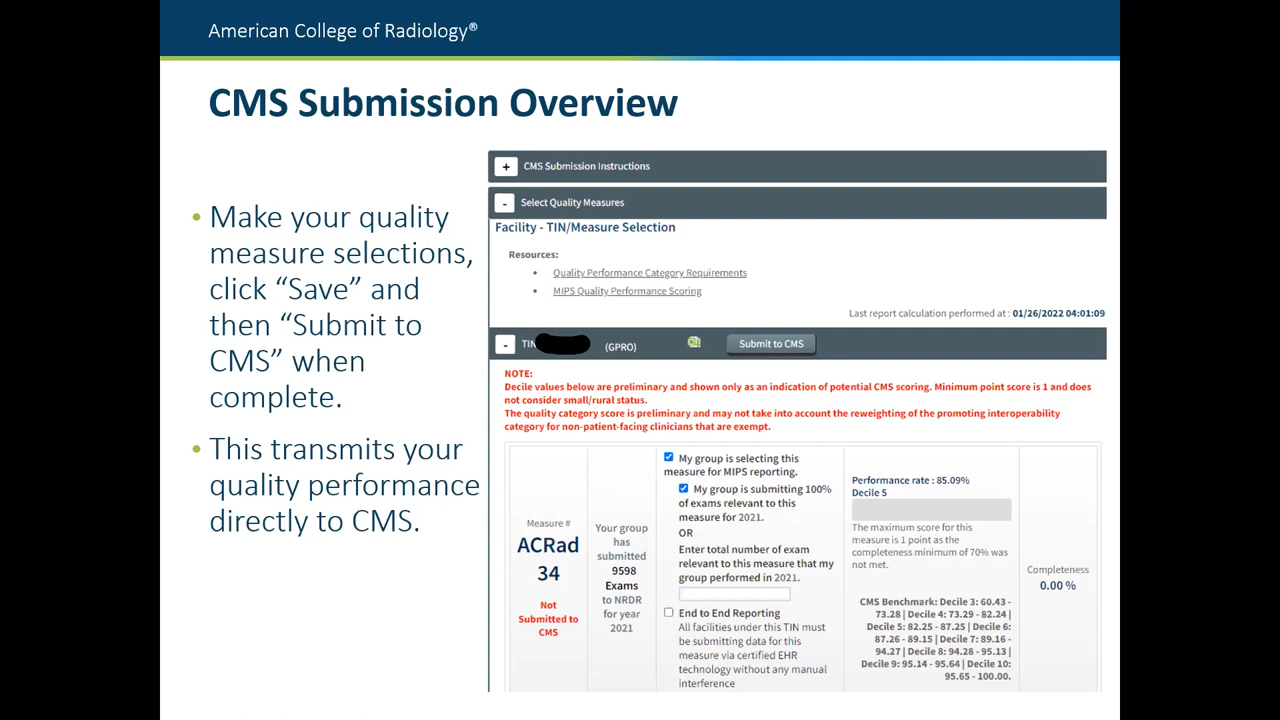 American College of Radiology®
CMS Submission Overview
• Make your quality
measure selections,
click “Save” and
then “Submit to
CMS” when
complete.
• This transmits your
quality performance
directly to CMS.
+ CMS Submission Instructions
- Select Quality Measures
Facility - TIN/Measure Selection
Resources:
• Quality Performance Category Requirements
• MIPS Quality Performance Scoring
Last report calculation performed at : 01/26/2022 04:01:09
- TIN (GPRO) Submit to CMS
NOTE:
Decile values below are preliminary and shown only as an indication of potential CMS scoring. Minimum point score is 1 and does
not consider small/rural status.
The quality category score is preliminary and may not take into account the reweighting of the promoting interoperability
category for non-patient-facing clinicians that are exempt.
Measure #
ACRad
34
Not
Submitted to
CMS
Your group
has
submitted
9598
Exams
to NRDR
for year
2021
My group is selecting this
measure for MIPS reporting.
My group is submitting 100%
of exams relevant to this
measure for 2021.
OR
Enter total number of exam
relevant to this measure that my
group performed in 2021.
End to End Reporting
All facilities under this TIN must
be submitting data for this
measure via certified EHR
technology without any manual
interference
Performance rate : 85.09%
Decile 5
The maximum score for this
measure is 1 point as the
completeness minimum of 70% was
not met.
CMS Benchmark: Decile 3: 60.43 -
73.28 | Decile 4: 73.29 - 82.24 |
Decile 5: 82.25 - 87.25 | Decile 6:
87.26 - 89.15 | Decile 7: 89.16 -
94.27 | Decile 8: 94.28 - 95.13 |
Decile 9: 95.14 - 95.64 | Decile 10:
95.65 - 100.00.
Completeness
0.00 %